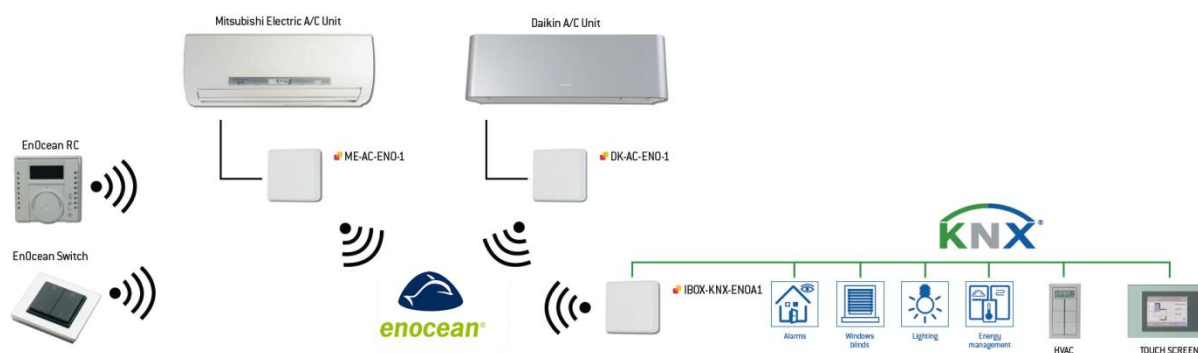 Mitsubishi Electric A/C Unit
Daikin A/C Unit
EnOcean RC
ME-AC-ENO-1
DK-AC-ENO-1
KNX®
EnOcean Switch
IBOX-KNX-ENOA1
enocean®
Alarms
Windows
blinds
Lighting
Energy
management
HVAC
TOUCH SCREEN